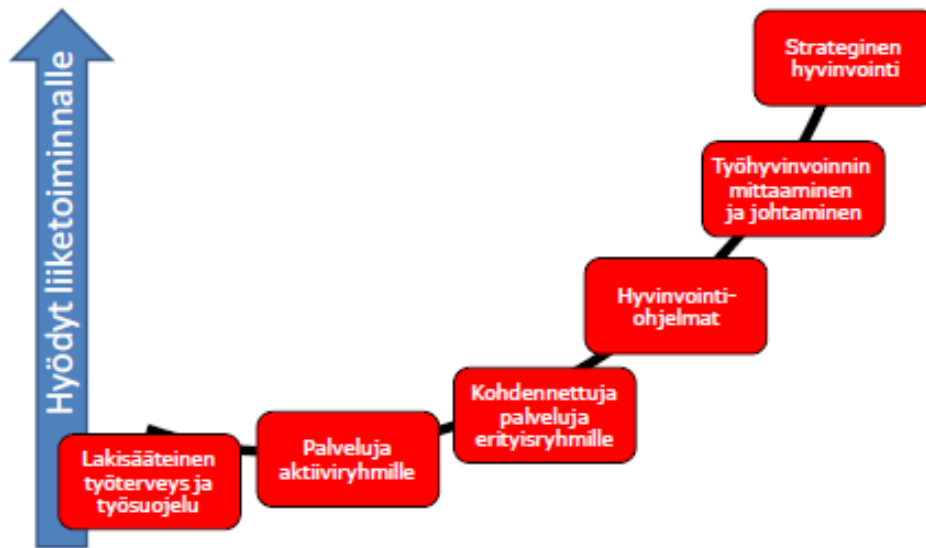 Hyödyt liiketoiminnalle
Lakisääteinen
työterveys ja
työsuojelu
Palveluja
aktiiviryhmille
Kohdennettuja
palveluja
erityisryhmille
Hyvinvointi-
ohjelmat
Työhyvinvoinnin
mittaaminen
ja johtaminen
Strateginen
hyvinvointi